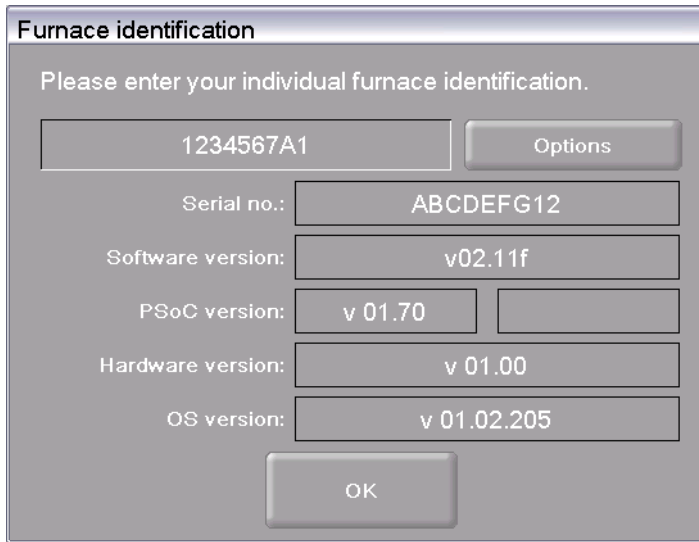 Furnace identification
Please enter your individual furnace identification.
1234567A1 Options
Serial no.: ABCDEFG12
Software version: v02.11f
PSoC version: v 01.70
Hardware version: v 01.00
OS version: v 01.02.205
OK